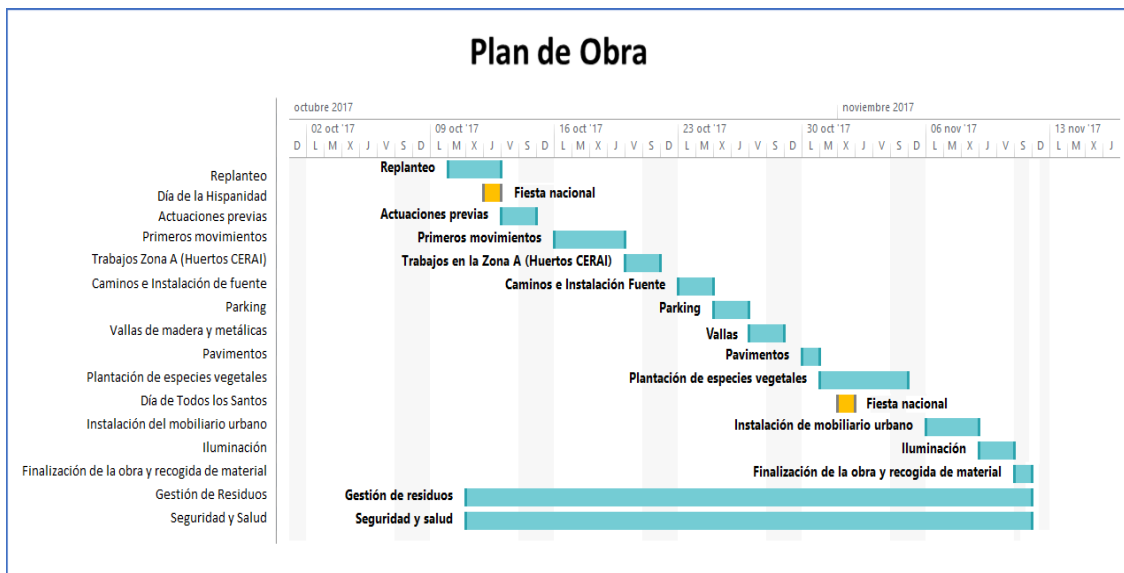 Plan de Obra
octubre 2017 noviembre 2017
02 oct '17 09 oct '17 16 oct '17 23 oct '17 30 oct '17 06 nov '17 13 nov '17
D L M X J V S D L M X J V S D L M X J V S D L M X J V S D L M X J V S D L M X J V S D L M X J
Replanteo Replanteo
Día de la Hispanidad Fiesta nacional
Actuaciones previas Actuaciones previas
Primeros movimientos Primeros movimientos
Trabajos Zona A (Huertos CERAI) Trabajos en la Zona A (Huertos CERAI)
Caminos e Instalación de fuente Caminos e Instalación Fuente
Parking Parking
Vallas de madera y metálicas Vallas
Pavimentos Pavimentos
Plantación de especies vegetales Plantación de especies vegetales
Día de Todos los Santos Fiesta nacional
Instalación del mobiliario urbano Instalación de mobiliario urbano
Iluminación Iluminación
Finalización de la obra y recogida de material Finalización de la obra y recogida de material
Gestión de Residuos Gestión de residuos
Seguridad y Salud Seguridad y salud